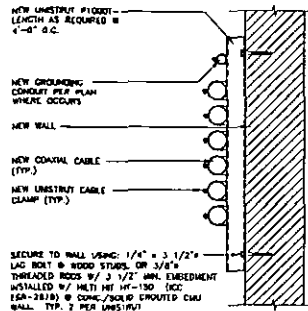 NEW UNISTRUT P1000T-
LENGTH AS REQUIRED @
4'-0" O.C.
NEW GROUNDING
CONDUIT PER PLAN
WHERE OCCURS
NEW WALL
NEW COAXIAL CABLE
(TYP.)
NEW UNISTRUT CABLE
CLAMP (TYP.)
SECURE TO WALL USING: 1/4" x 3 1/2"
LAG BOLT @ WOOD STUDS, OR 3/8"
THREADED RODS W/ 3 1/2" MIN. EMBEDMENT
INSTALLED W/ HILTI HIT HY-150 (ICC
@ CONC./SOLID GROUTED CMU
WALL. TYP. 2 PER UNISTRUT